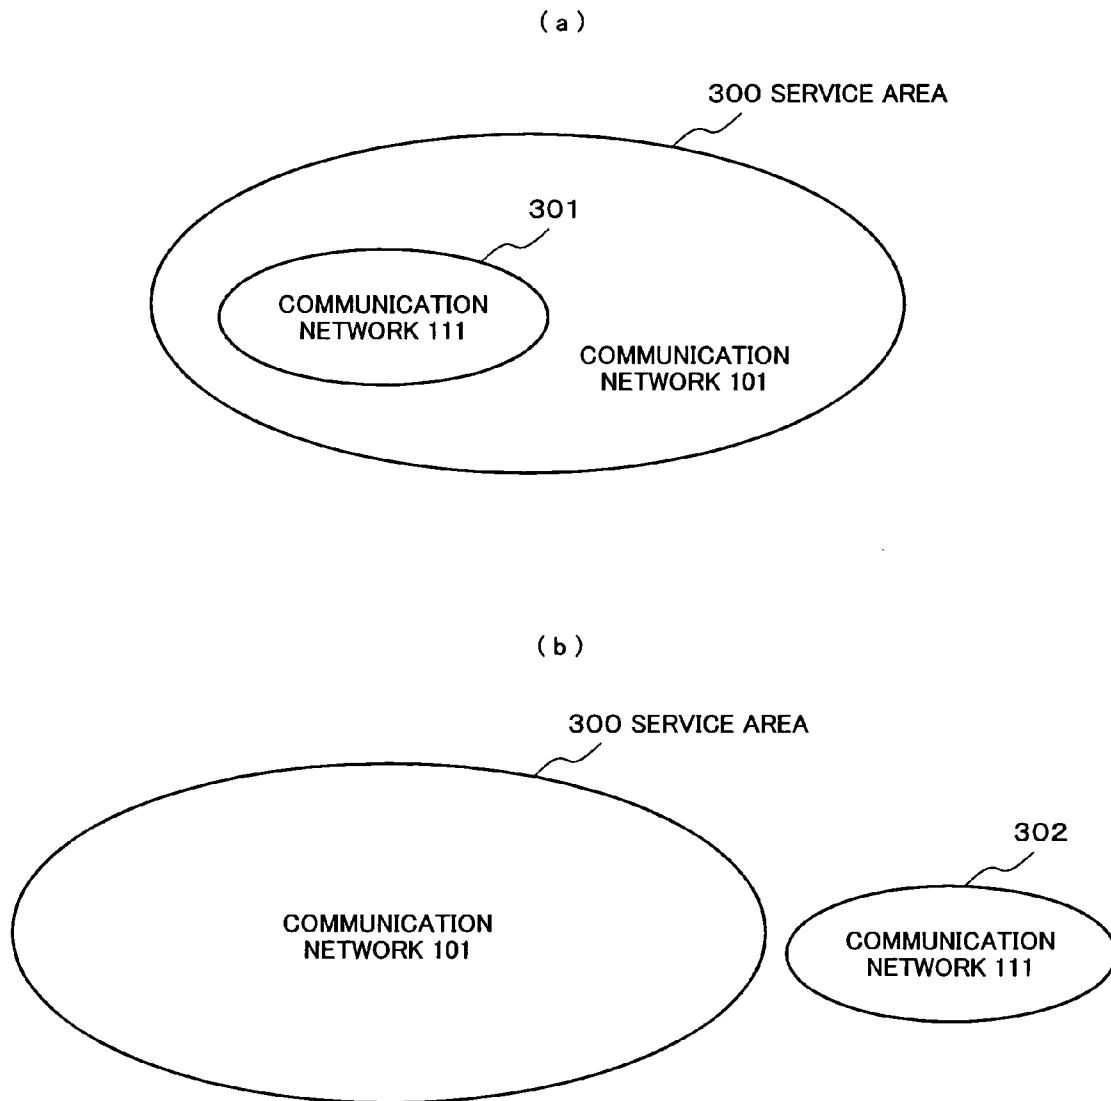 (a)
300 SERVICE AREA
301
COMMUNICATION
NETWORK 111
COMMUNICATION
NETWORK 101
(b)
300 SERVICE AREA
302
COMMUNICATION
NETWORK 101
COMMUNICATION
NETWORK 111